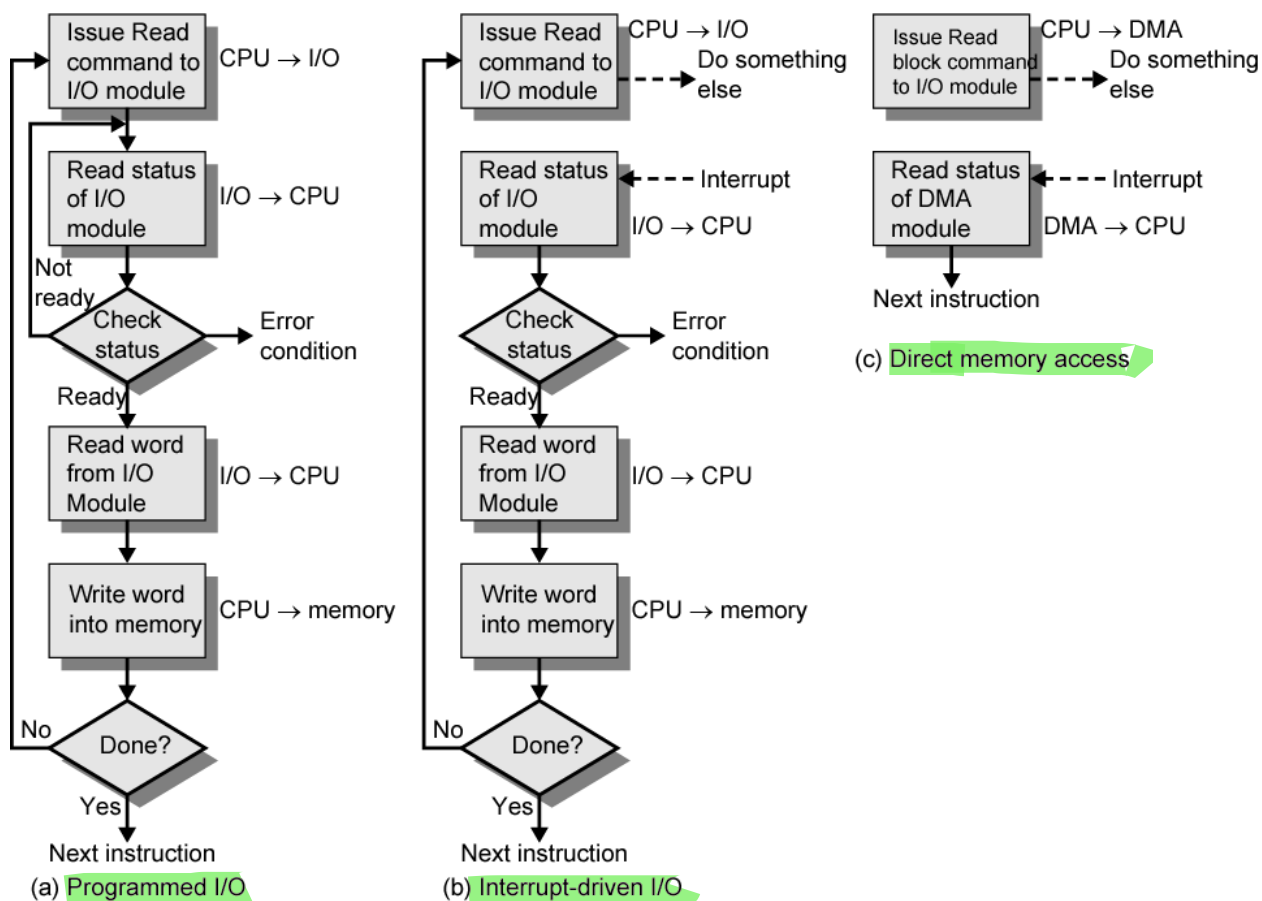 Issue Read
command to
I/O module
CPU → I/O
Read status
of I/O
module
I/O → CPU
Not
ready
Check
status
Error
condition
Ready
Read word
from I/O
Module
I/O → CPU
Write word
into memory
CPU → memory
No
Done?
Yes
Next instruction
(a) Programmed I/O
Issue Read
command to
I/O module
CPU → I/O
Do something
else
Read status
of I/O
module
Interrupt
I/O → CPU
Check
status
Error
condition
Ready
Read word
from I/O
Module
I/O → CPU
Write word
into memory
CPU → memory
No
Done?
Yes
Next instruction
(b) Interrupt-driven I/O
Issue Read
block command
to I/O module
CPU → DMA
Do something
else
Read status
of DMA
module
Interrupt
DMA → CPU
Next instruction
(c) Direct memory access